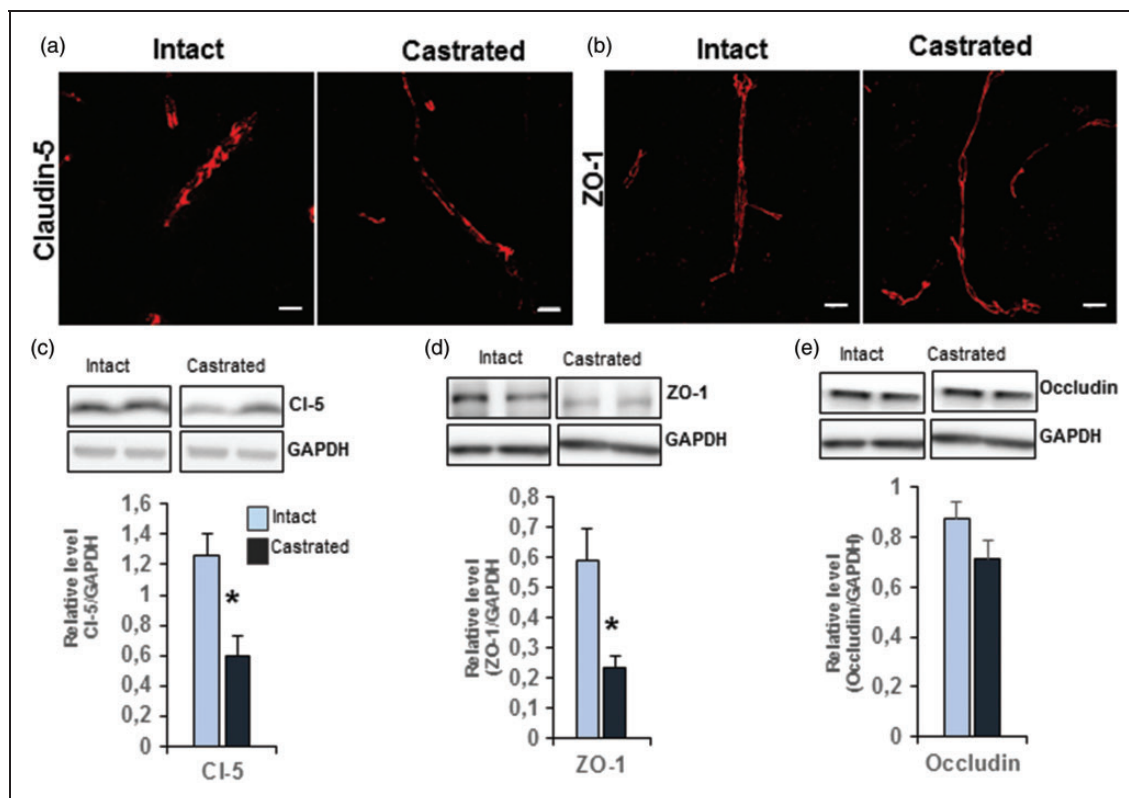 (a)
Intact
Castrated
(b)
Intact
Castrated
Claudin-5
ZO-1
(c)
Intact
Castrated
Cl-5
GAPDH
(d)
Intact
Castrated
ZO-1
GAPDH
(e)
Intact
Castrated
Occludin
GAPDH
Relative level
Cl-5/GAPDH
1,6
1,4
1,2
1
0,8
0,6
0,4
0,2
0
*
Intact
Castrated
Cl-5
Relative level
(ZO-1/GAPDH
0,8
0,7
0,6
0,5
0,4
0,3
0,2
0,1
0
*
ZO-1
Relative level
(Occludin/GAPDH)
1
0,8
0,6
0,4
0,2
0
Occludin